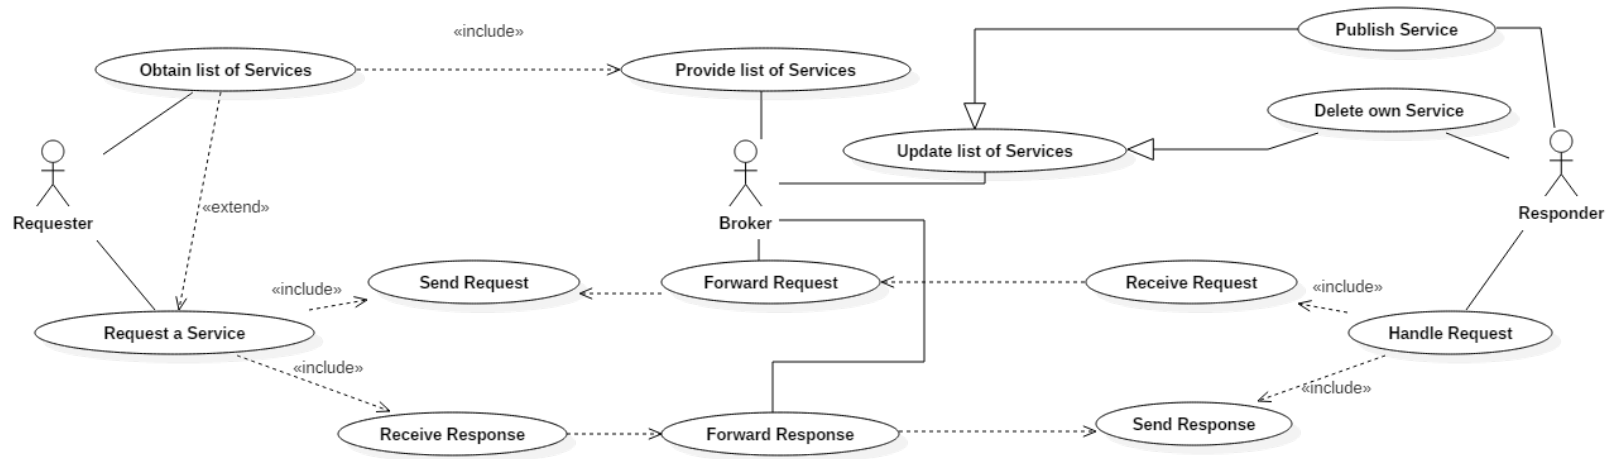 «include»
Publish Service
Obtain list of Services
Provide list of Services
Delete own Service
Update list of Services
«extend»
Requester
Broker
Responder
«include»
Send Request
Forward Request
Receive Request
«include»
Request a Service
Handle Request
«include»
«include»
Receive Response
Forward Response
Send Response